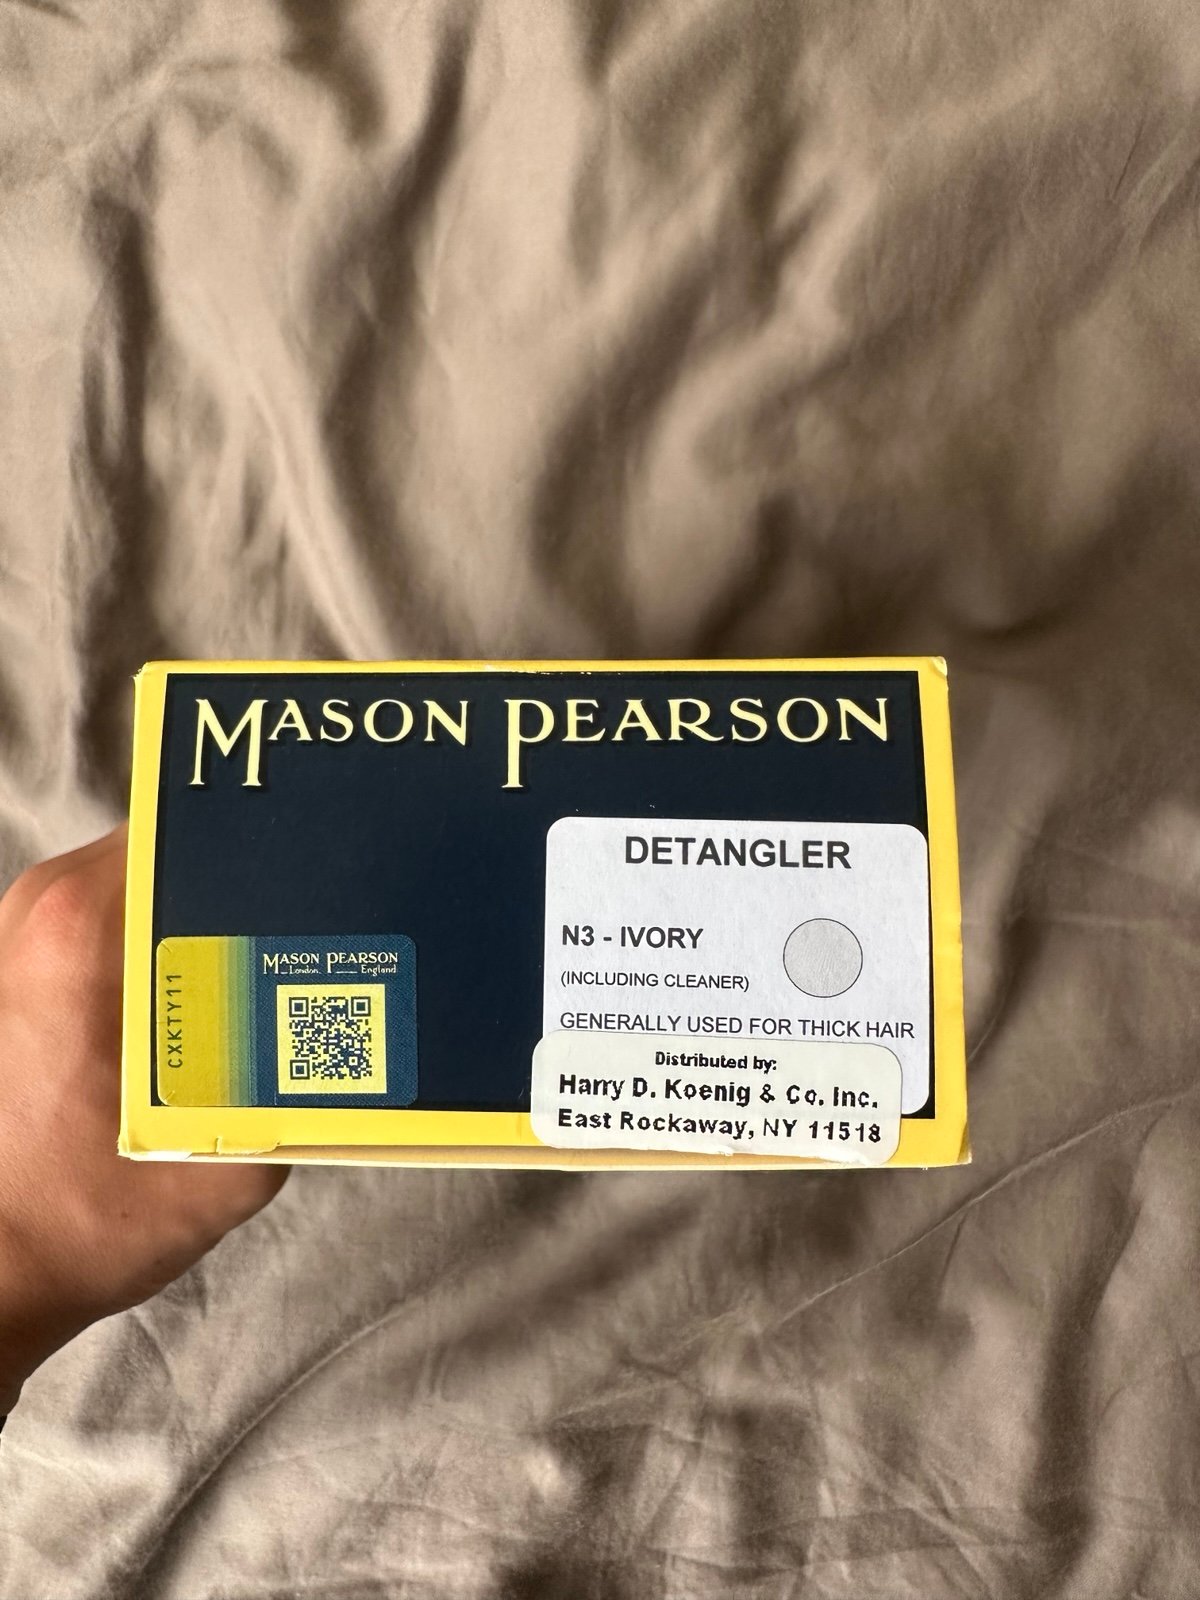 MASON PEARSON
DETANGLER
N3 - IVORY
(INCLUDING CLEANER)
GENERALLY USED FOR THICK HAIR
Distributed by:
Harry D. Koenig & Co. Inc.
East Rockaway, NY 11518
CXKTY11
MASON PEARSON
London England